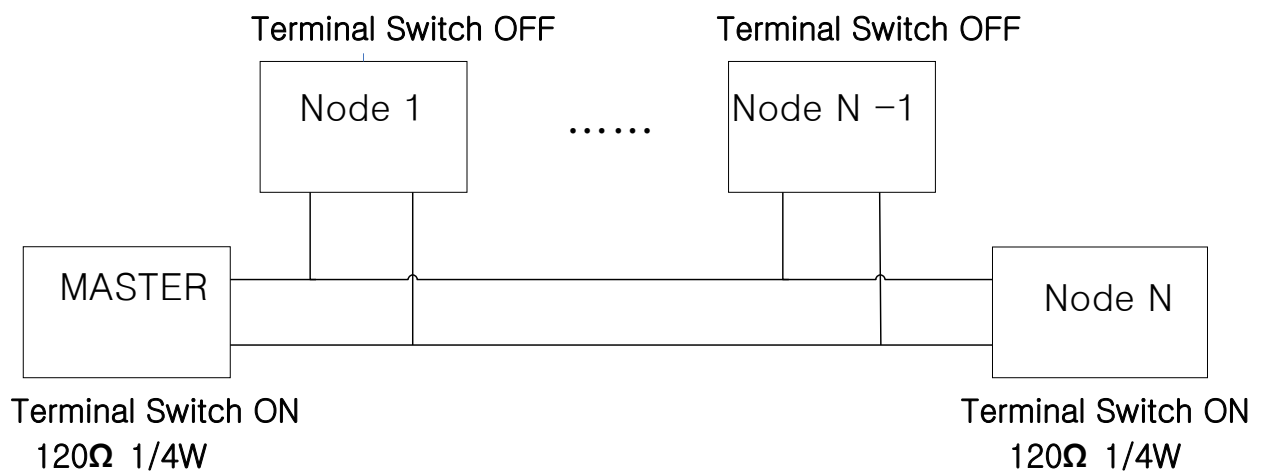 Terminal Switch OFF
Terminal Switch OFF
Node 1
......
Node N -1
MASTER
Node N
Terminal Switch ON
120Ω 1/4W
Terminal Switch ON
120Ω 1/4W